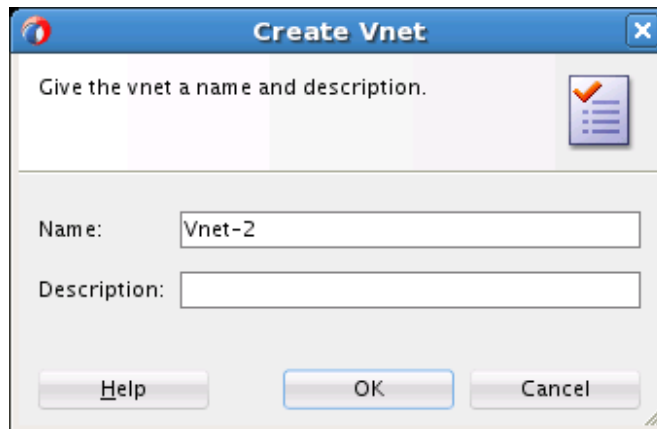 Create Vnet
Give the vnet a name and description.
Name: Vnet-2
Description:
Help OK Cancel